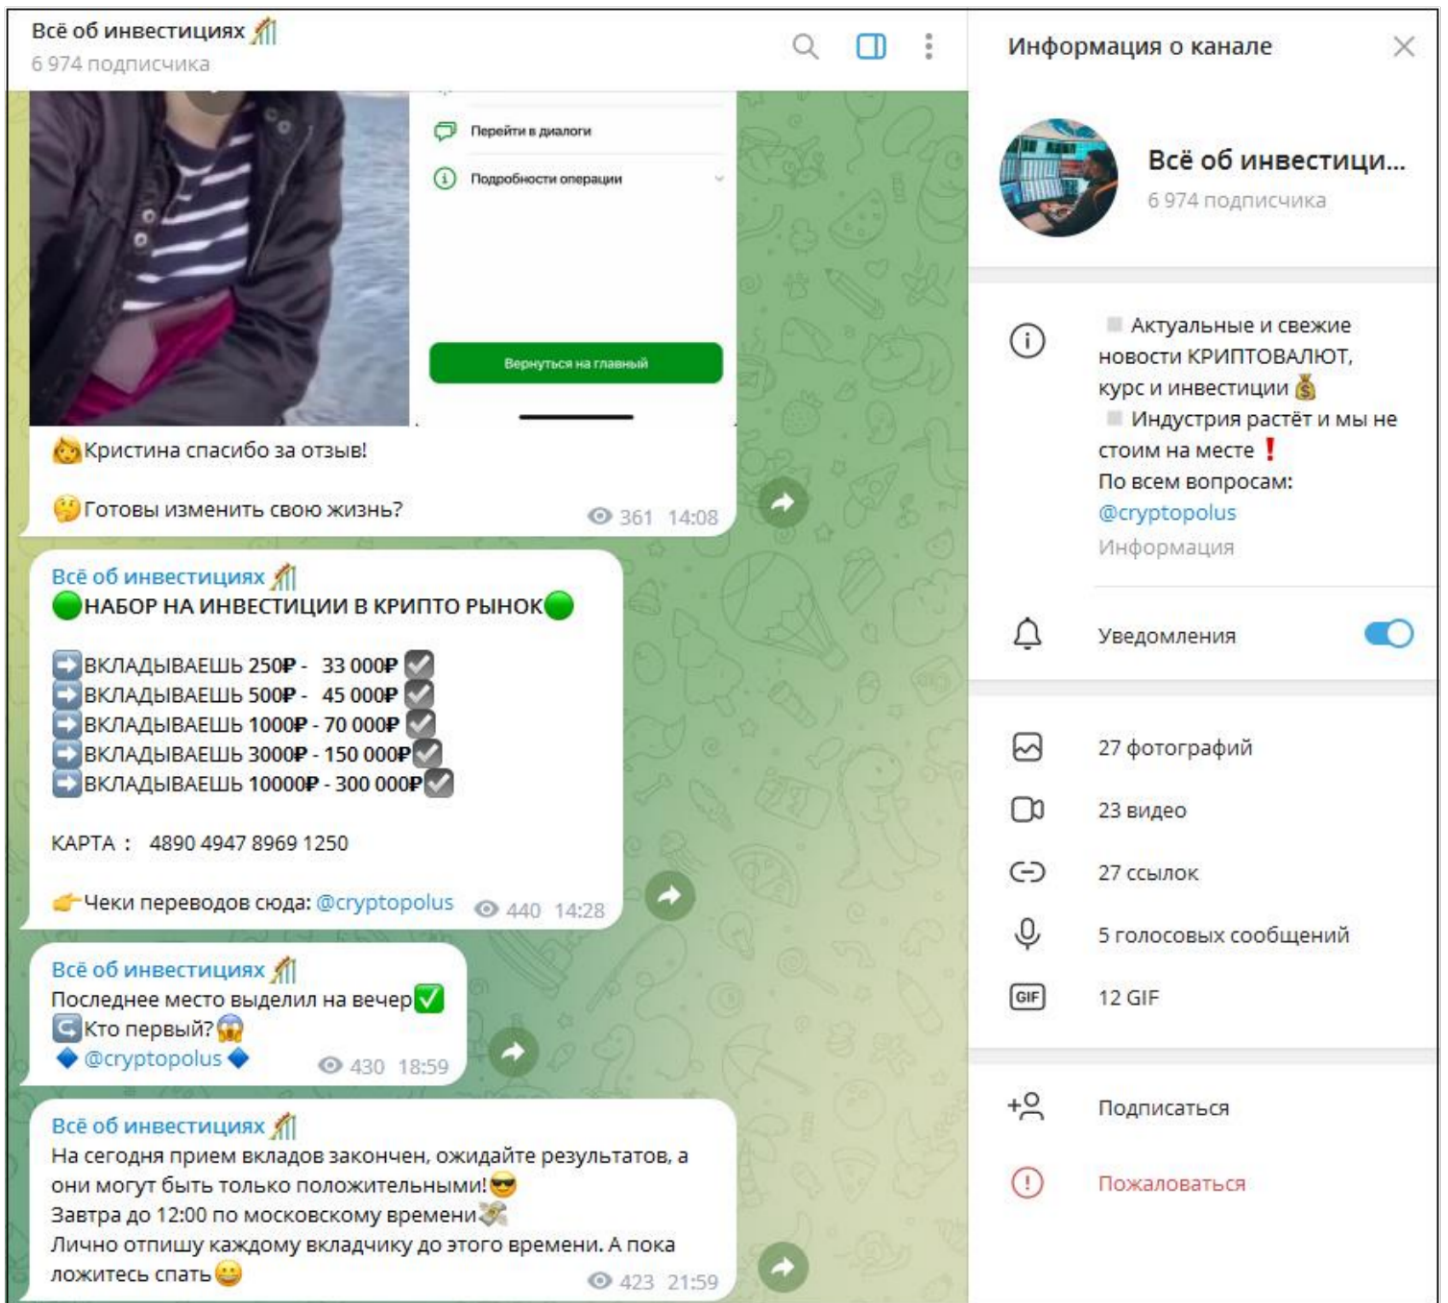 Всё об инвестициях
6 974 подписчика
Перейти в диалоги
Подробности операции
Вернуться на главный
Кристина спасибо за отзыв!
Готовы изменить свою жизнь?
361 14:08
Всё об инвестициях
НАБОР НА ИНВЕСТИЦИИ В КРИПТО РЫНОК
ВКЛАДЫВАЕШЬ 250₽ - 33 000₽
ВКЛАДЫВАЕШЬ 500₽ - 45 000₽
ВКЛАДЫВАЕШЬ 1000₽ - 70 000₽
ВКЛАДЫВАЕШЬ 3000₽ - 150 000₽
ВКЛАДЫВАЕШЬ 10000₽ - 300 000₽
КАРТА : 4890 4947 8969 1250
Чеки переводов сюда: @cryptopolus
440 14:28
Всё об инвестициях
Последнее место выделил на вечер
Кто первый?
@cryptopolus
430 18:59
Всё об инвестициях
На сегодня прием вкладов закончен, ожидайте результатов, а
они могут быть только положительными!
Завтра до 12:00 по московскому времени
Лично отпишу каждому вкладчику до этого времени. А пока
ложитесь спать
423 21:59
Информация о канале
Всё об инвестици...
6 974 подписчика
Актуальные и свежие
новости КРИПТОВАЛЮТ,
курс и инвестиции
Индустрия растёт и мы не
стоим на месте❗
По всем вопросам:
@cryptopolus
Информация
Уведомления
27 фотографий
23 видео
27 ссылок
5 голосовых сообщений
GIF
12 GIF
Подписаться
Пожаловаться